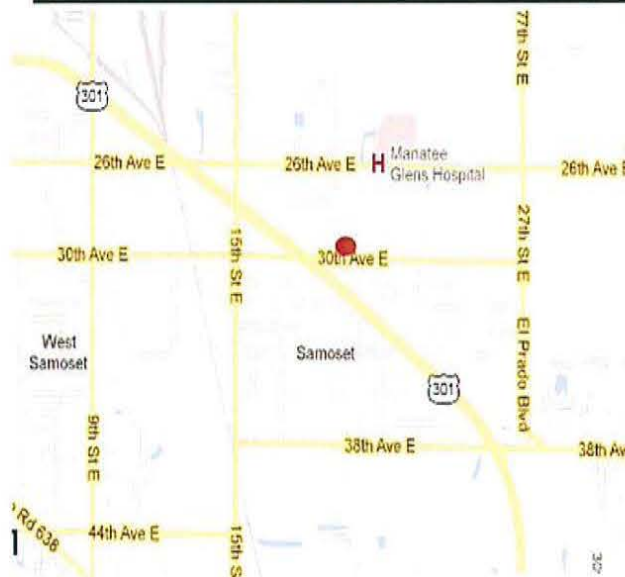 77th St E
301
26th Ave E
26th Ave E
H
Manatee
Glens Hospital
26th Ave E
15th St E
27th St E
30th Ave E
30th Ave E
West
Samoset
Samoset
El Prado Blvd
301
9th St E
38th Ave E
38th Av
Rd 638
44th Ave E
15th S